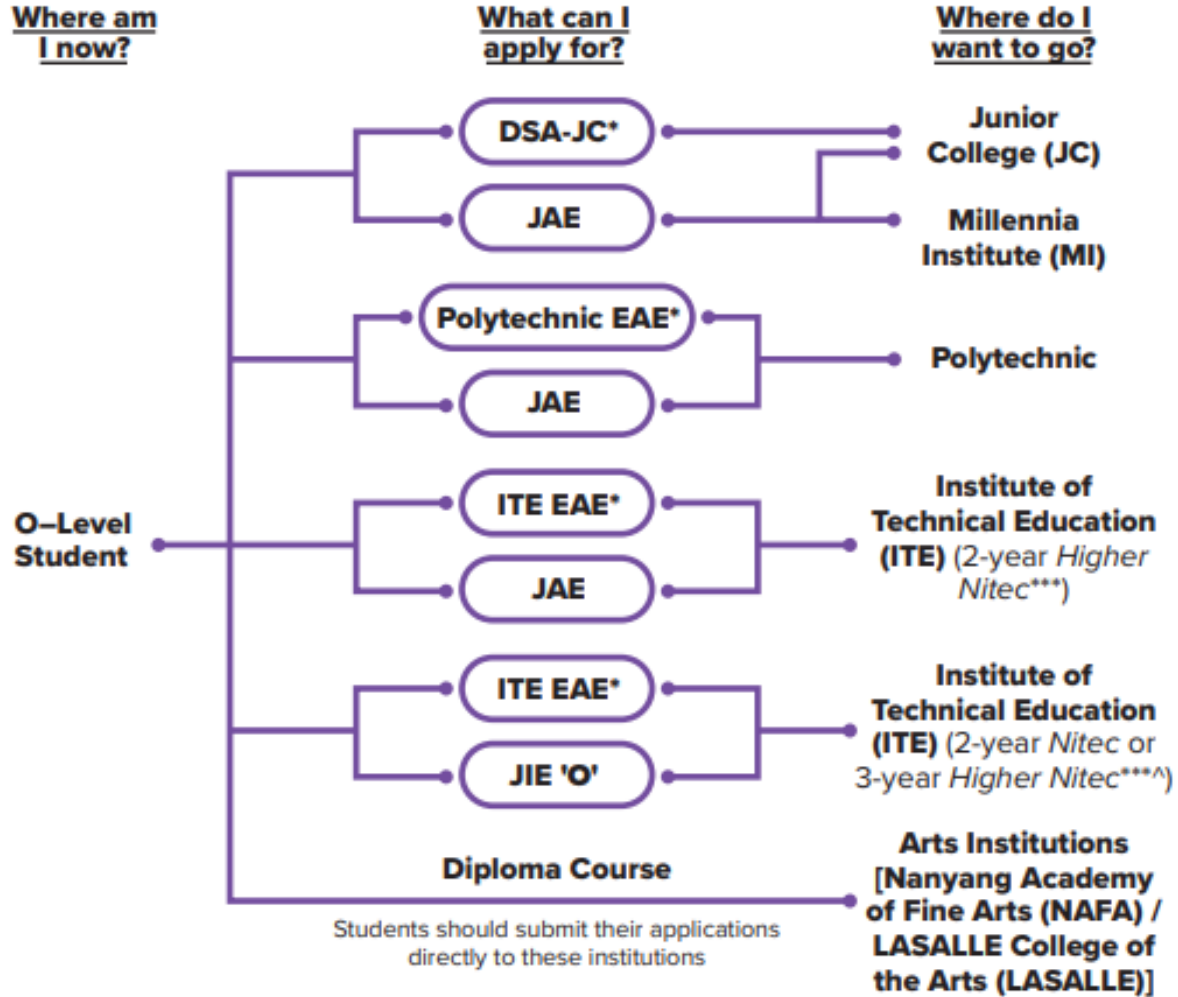 Where am
I now?
What can I
apply for?
Where do I
want to go?
DSA-JC*
Junior
College (JC)
JAE
Millennia
Institute (MI)
Polytechnic EAE*
Polytechnic
JAE
O–Level
Student
ITE EAE*
Institute of
Technical Education
(ITE) (2-year Higher
Nitec***)
JAE
ITE EAE*
Institute of
Technical Education
(ITE) (2-year Nitec or
3-year Higher Nitec***^)
JIE 'O'
Diploma Course
Students should submit their applications
directly to these institutions
Arts Institutions
[Nanyang Academy
of Fine Arts (NAFA) /
LASALLE College of
the Arts (LASALLE)]